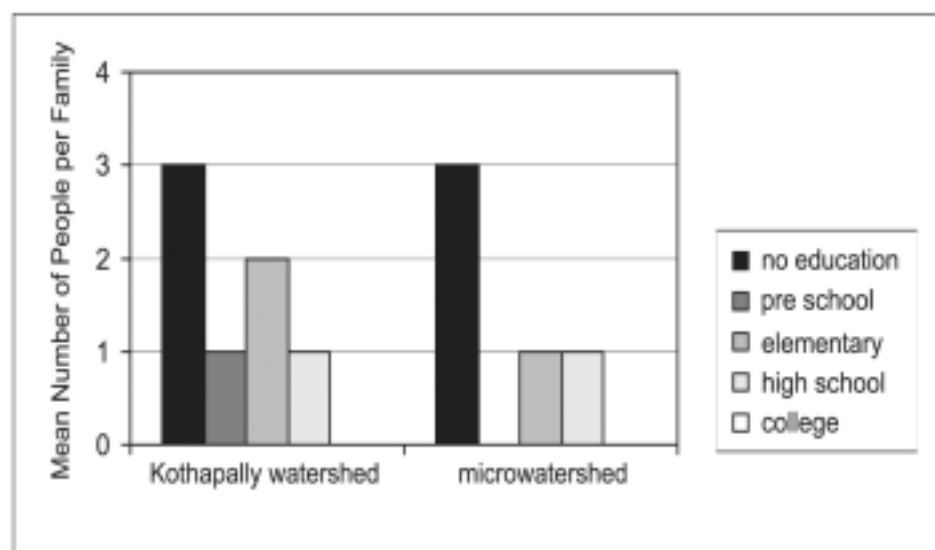 Mean Number of People per Family
4
3
2
1
0
Kothapally watershed
microwatershed
no education
pre school
elementary
high school
college